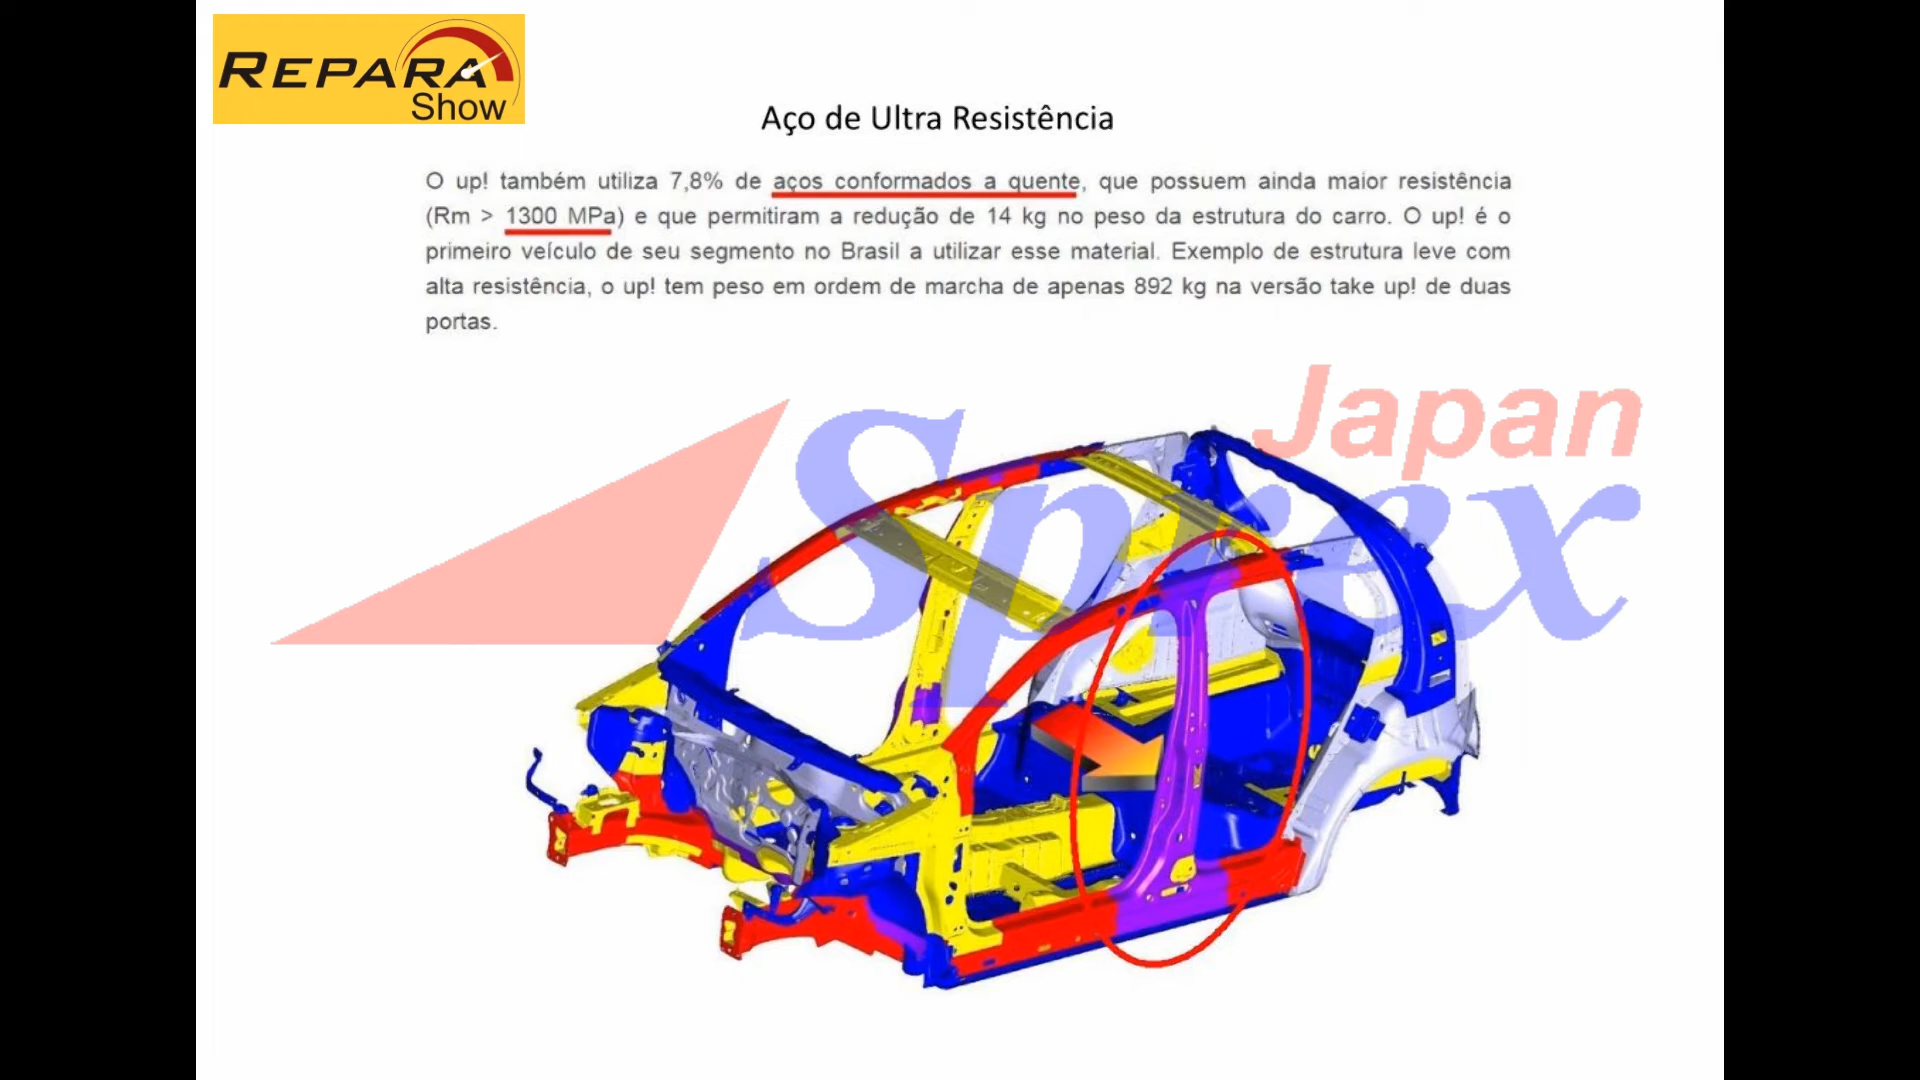 REPARA
Show
Aço de Ultra Resistência
O up! também utiliza 7,8% de aços conformados a quente, que possuem ainda maior resistência
(Rm > 1300 MPa) e que permitiram a redução de 14 kg no peso da estrutura do carro. O up! é o
primeiro veículo de seu segmento no Brasil a utilizar esse material. Exemplo de estrutura leve com
alta resistência, o up! tem peso em ordem de marcha de apenas 892 kg na versão take up! de duas
portas.
Japan
Sprex